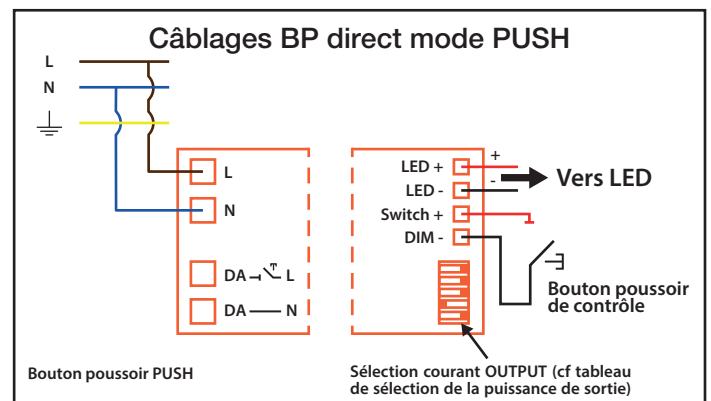 Câblages BP direct mode PUSH
L
N
L
N
DA L
DA N
LED +
LED -
Switch +
DIM -
+
-
Vers LED
Bouton poussoir
de contrôle
Bouton poussoir PUSH
Sélection courant OUTPUT (cf tableau
de sélection de la puissance de sortie)